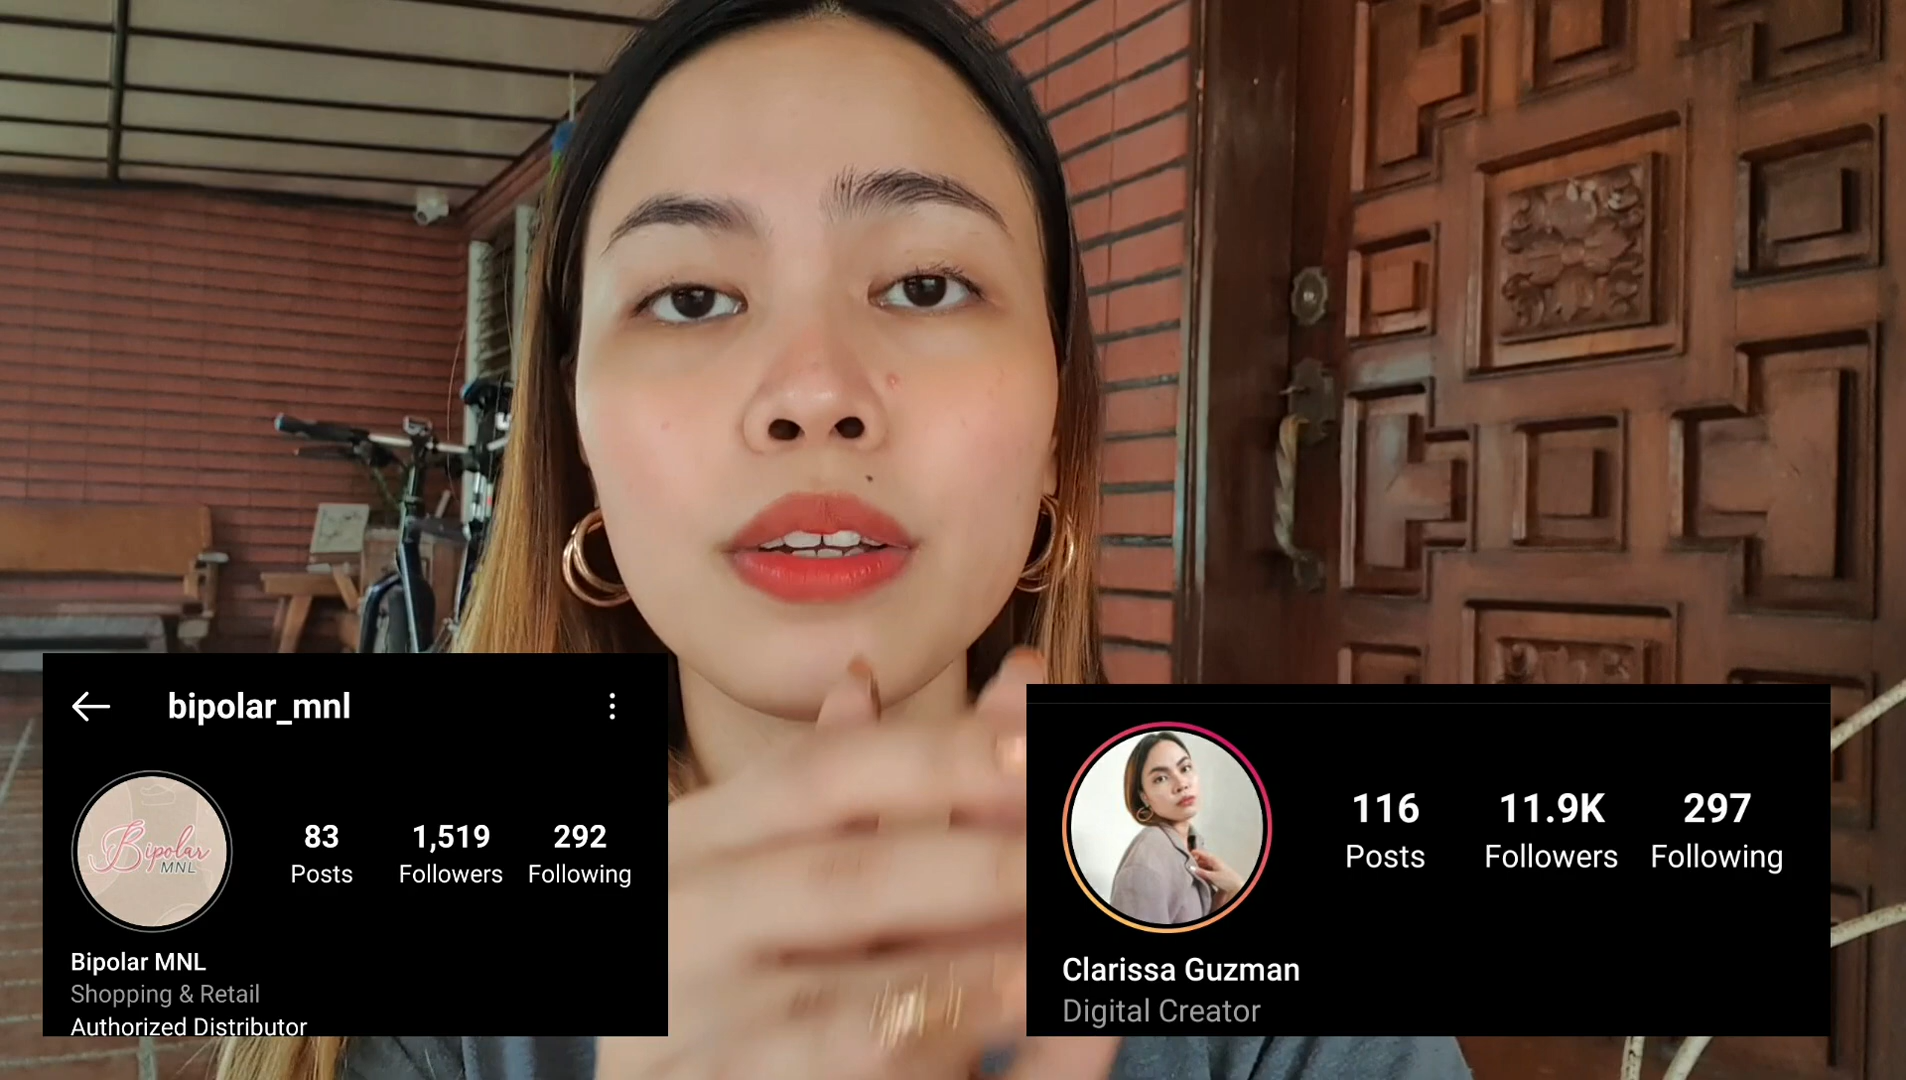 bipolar_mnl
Bipolar
MNL
83 1,519 292
Posts Followers Following
Bipolar MNL
Shopping & Retail
Authorized Distributor
116 11.9K 297
Posts Followers Following
Clarissa Guzman
Digital Creator